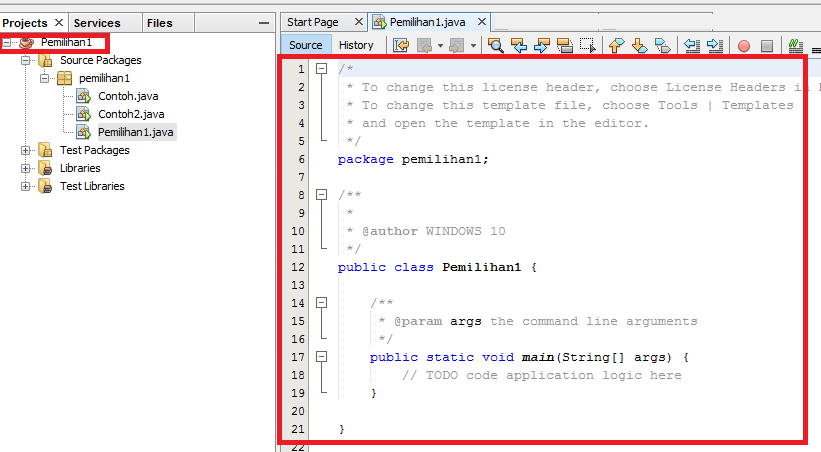 Projects Services Files
Pemilihan1
Source Packages
pemilihan1
Contoh.java
Contoh2.java
Pemilihan1.java
Test Packages
Libraries
Test Libraries
Start Page Pemilihan1.java
Source History
1 /*
2 * To change this license header, choose License Headers in
3 * To change this template file, choose Tools | Templates
4 * and open the template in the editor.
5 */
6 package pemilihan1;
7
8 /**
9 *
10 * @author WINDOWS 10
11 */
12 public class Pemilihan1 {
13
14 /**
15 * @param args the command line arguments
16 */
17 public static void main(String[] args) {
18 // TODO code application logic here
19 }
20
21 }
22